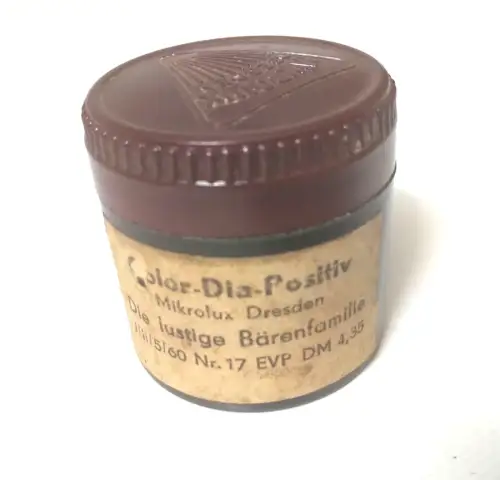 Color-Dia-Positiv
Mikrolux Dresden
Die lustige Bärenfamilie
Nr. 17 EVP DM 4,35